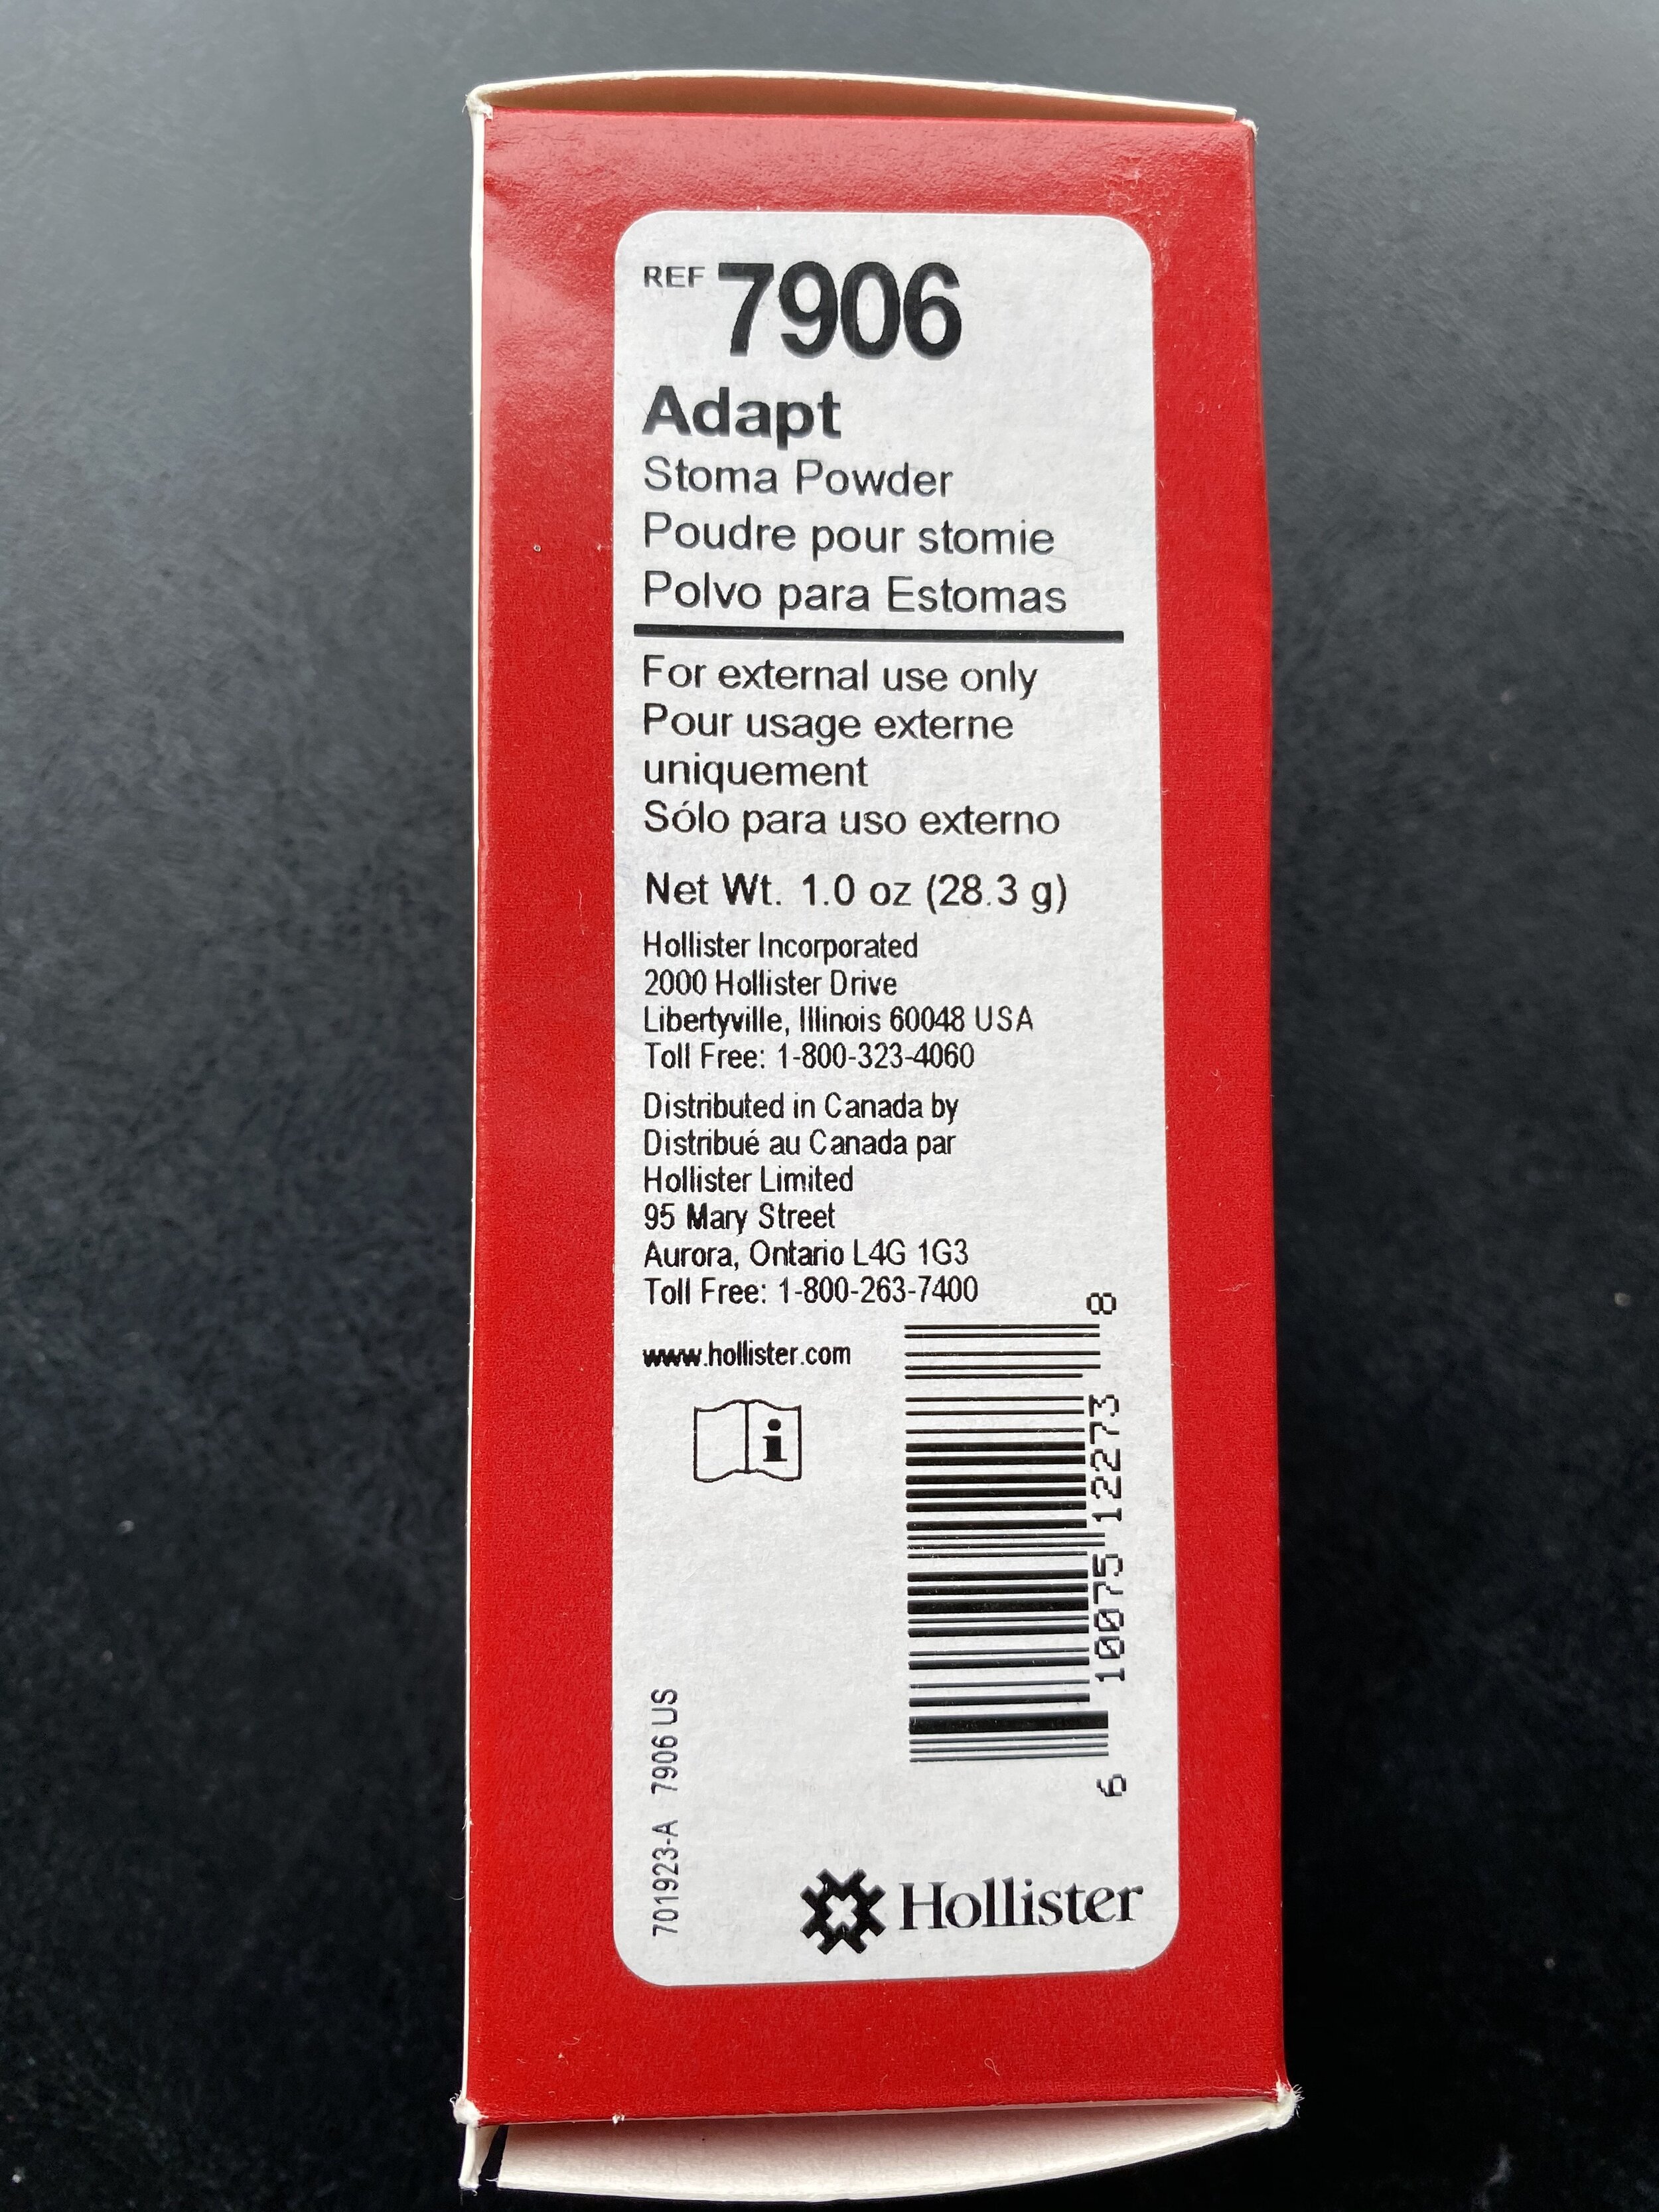 REF 7906
Adapt
Stoma Powder
Poudre pour stomie
Polvo para Estomas
For external use only
Pour usage externe
uniquement
Sólo para uso externo
Net Wt. 1.0 oz (28.3 g)
Hollister Incorporated
2000 Hollister Drive
Libertyville, Illinois 60048 USA
Toll Free: 1-800-323-4060
Distributed in Canada by
Distribué au Canada par
Hollister Limited
95 Mary Street
Aurora, Ontario L4G 1G3
Toll Free: 1-800-263-7400
www.hollister.com
i
6 10075 12273 8
701923-A 7906 US
Hollister